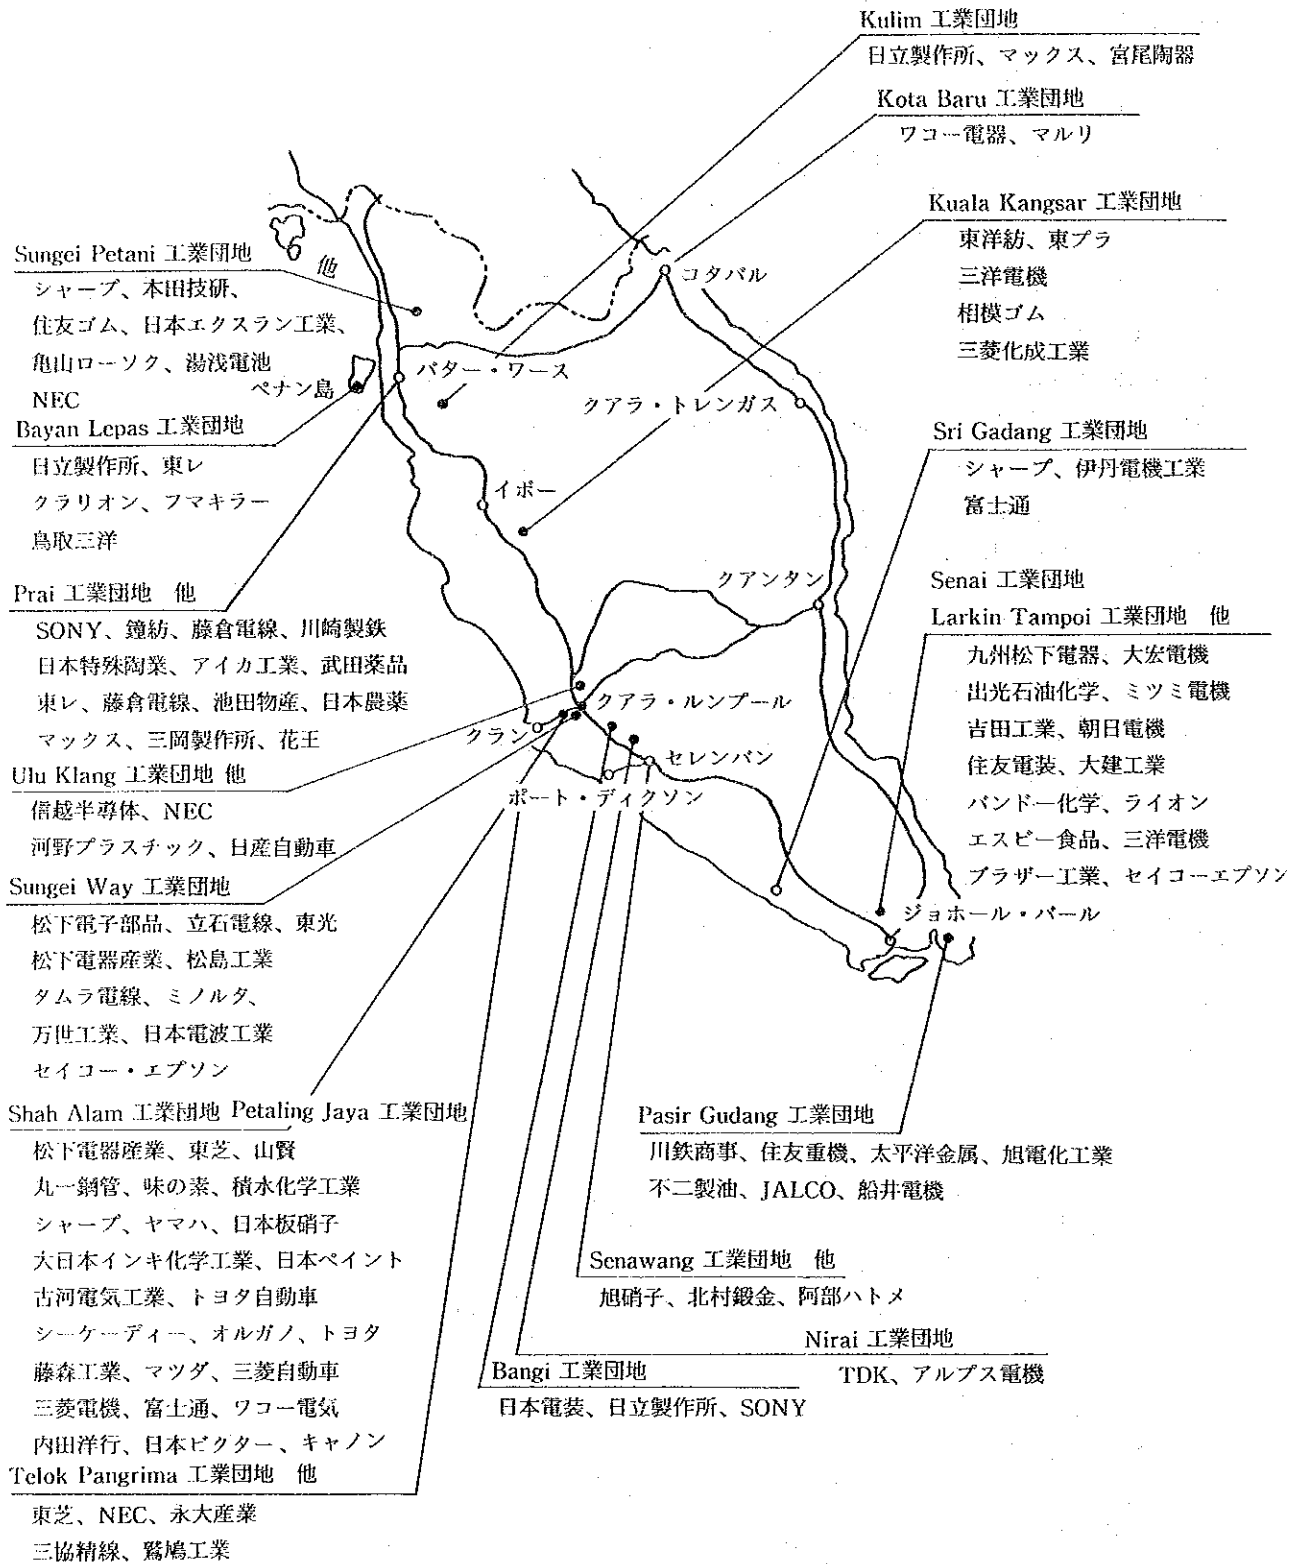 Kulim 工業団地
日立製作所、マックス、宮尾陶器
Kota Baru 工業団地
ワコー電器、マルリ
Kuala Kangsar 工業団地
東洋紡、東プラ
三洋電機
相模ゴム
三菱化成工業
Sungei Petani 工業団地
他
シャープ、本田技研、
住友ゴム、日本エクスラン工業、
亀山ローソク、湯浅電池
NEC
ペナン島
コタバル
バター・ワース
クアラ・トレンガス
イポー
クアンタン
クアラ・ルンプール
クラン
セレンバン
ポート・ディクソン
ジョホール・バール
Bayan Lepas 工業団地
日立製作所、東レ
クラリオン、フマキラー
鳥取三洋
Prai 工業団地 他
SONY、鐘紡、藤倉電線、川崎製鉄
日本特殊陶業、アイカ工業、武田薬品
東レ、藤倉電線、池田物産、日本農薬
マックス、三岡製作所、花王
Ulu Klang 工業団地 他
信越半導体、NEC
河野プラスチック、日産自動車
Sungei Way 工業団地
松下電子部品、立石電線、東光
松下電器産業、松島工業
タムラ電線、ミノルタ、
万世工業、日本電波工業
セイコー・エプソン
Shah Alam 工業団地 Petaling Jaya 工業団地
松下電器産業、東芝、山賢
丸一鋼管、味の素、積水化学工業
シャープ、ヤマハ、日本板硝子
大日本インキ化学工業、日本ペイント
古河電気工業、トヨタ自動車
シーケーディー、オルガノ、トヨタ
藤森工業、マツダ、三菱自動車
三菱電機、富士通、ワコー電気
内田洋行、日本ビクター、キャノン
Telok Pangrima 工業団地 他
東芝、NEC、永大産業
三協精線、鷲鳩工業
Sri Gadang 工業団地
シャープ、伊丹電機工業
富士通
Senai 工業団地
Larkin Tampoi 工業団地 他
九州松下電器、大宏電機
出光石油化学、ミツミ電機
吉田工業、朝日電機
住友電装、大建工業
バンドー化学、ライオン
エスビー食品、三洋電機
ブラザー工業、セイコーエプソン
Pasir Gudang 工業団地
川鉄商事、住友重機、太平洋金属、旭電化工業
不二製油、JALCO、船井電機
Senawang 工業団地 他
旭硝子、北村鍛金、阿部ハトメ
Nirai 工業団地
TDK、アルプス電機
Bangi 工業団地
日本電装、日立製作所、SONY